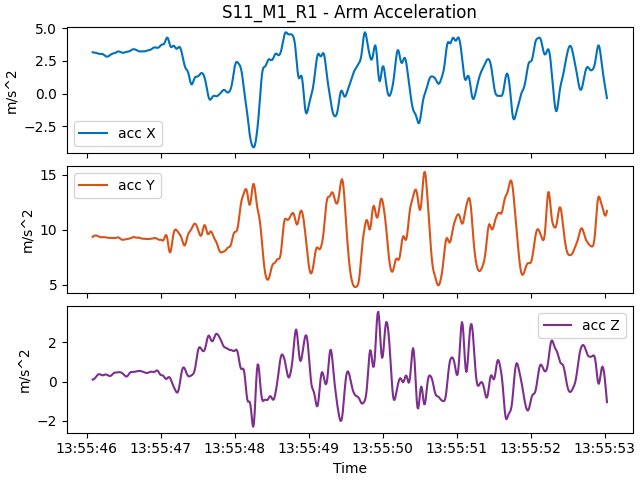 S11_M1_R1 - Arm Acceleration
5.0
2.5
0.0
−2.5
m/s^2
acc X
15
10
5
m/s^2
acc Y
2
0
−2
m/s^2
acc Z
13:55:46 13:55:47 13:55:48 13:55:49 13:55:50 13:55:51 13:55:52 13:55:53
Time